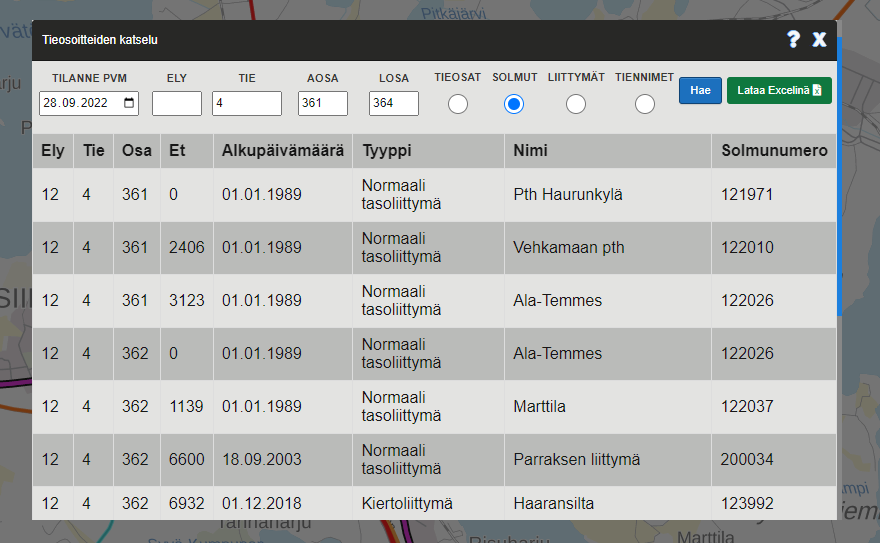 Pitkäjärvi
Tieosoitteiden katselu
? X
TILANNE PVM ELY TIE AOSA LOSA TIEOSAT SOLMUT LIITTYMÄT TIENNIMET
28.09.2022 4 361 364 Hae Lataa Excelinä
Ely Tie Osa Et Alkupäivämäärä Tyyppi Nimi Solmunumero
12 4 361 0 01.01.1989 Normaali tasoliittymä Pth Haurunkylä 121971
12 4 361 2406 01.01.1989 Normaali tasoliittymä Vehkamaan pth 122010
12 4 361 3123 01.01.1989 Normaali tasoliittymä Ala-Temmes 122026
12 4 362 0 01.01.1989 Normaali tasoliittymä Ala-Temmes 122026
12 4 362 1139 01.01.1989 Normaali tasoliittymä Marttila 122037
12 4 362 6600 18.09.2003 Normaali tasoliittymä Parraksen liittymä 200034
12 4 362 6932 01.12.2018 Kiertoliittymä Haaransilta 123992
Marttila